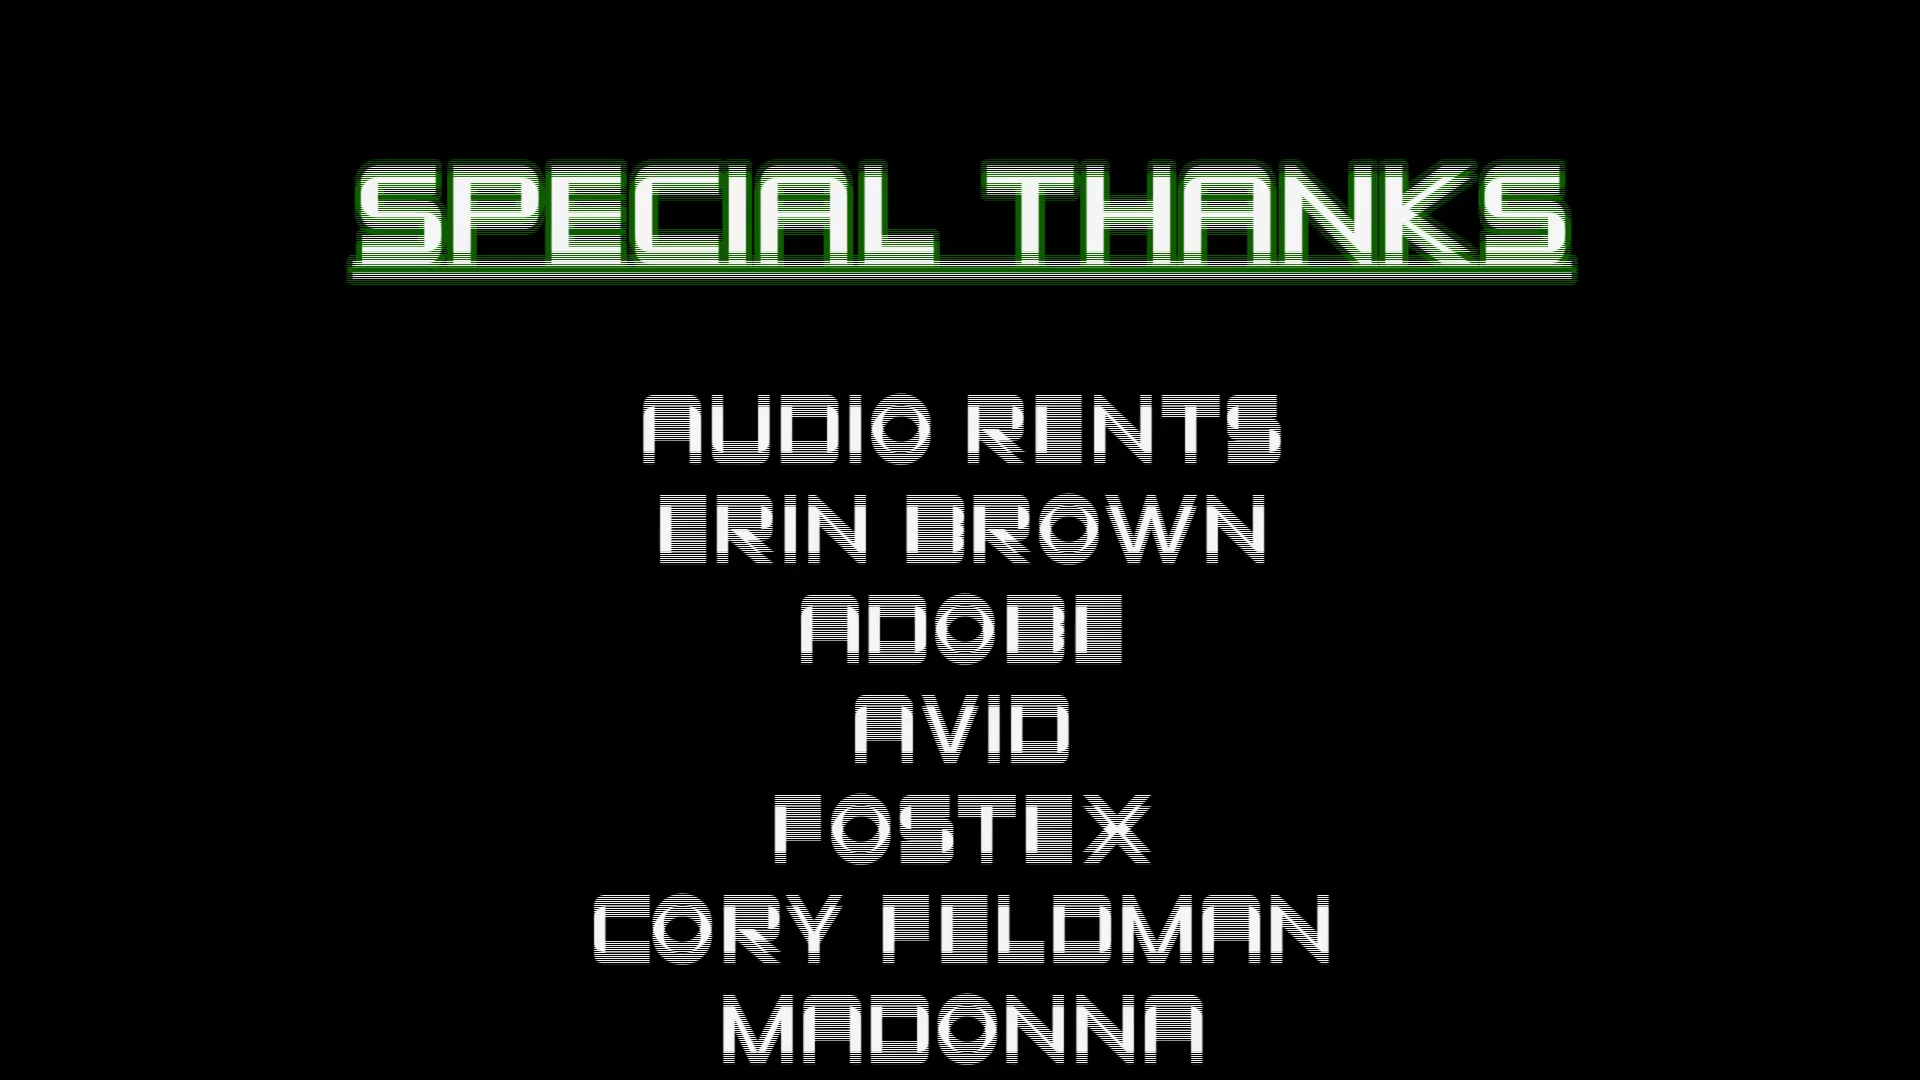 SPECIAL THANKS
AUDIO RENTS
ERIN BROWN
ADOBE
AVID
FOSTEX
CORY FELDMAN
MADONNA